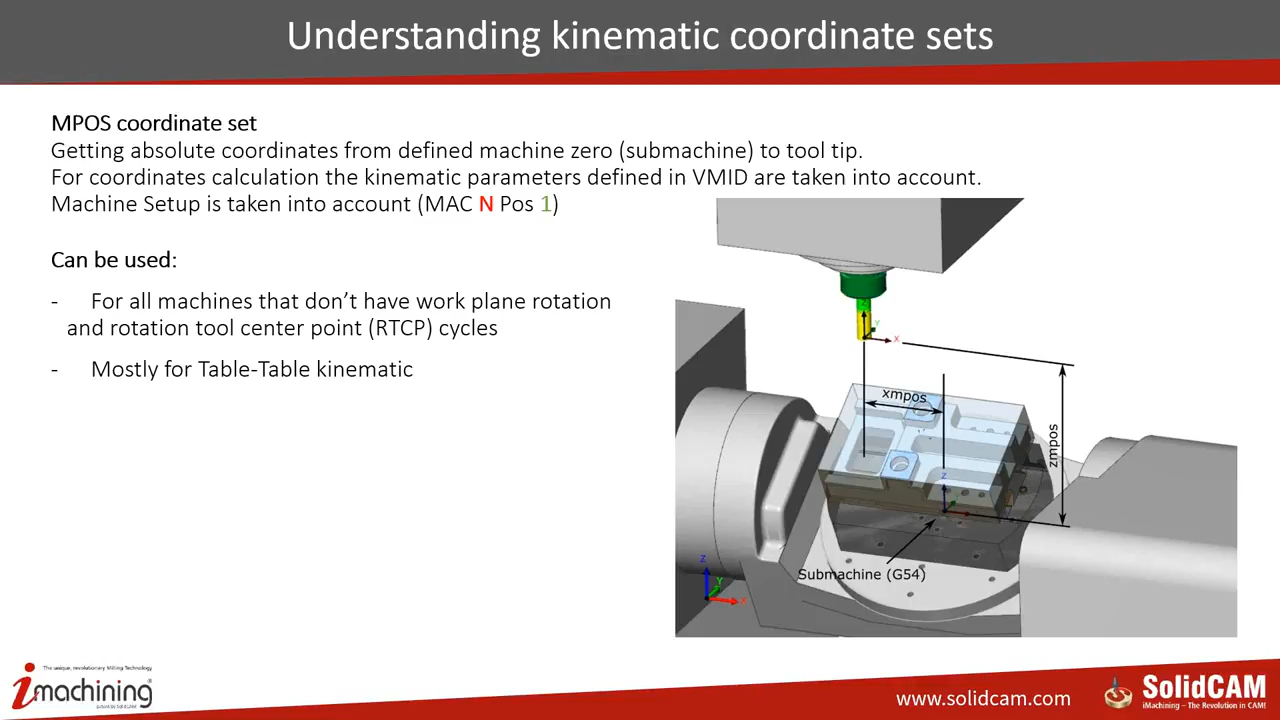 Understanding kinematic coordinate sets
MPOS coordinate set
Getting absolute coordinates from defined machine zero (submachine) to tool tip.
For coordinates calculation the kinematic parameters defined in VMID are taken into account.
Machine Setup is taken into account (MAC N Pos 1)
Can be used:
- For all machines that don't have work plane rotation
and rotation tool center point (RTCP) cycles
- Mostly for Table-Table kinematic
Z
Y
X
xmpos
zmpos
Z
Submachine (G54)
Z
Y
X
The unique, revolutionary Milling Technology
imachining
by SolidCAM
www.solidcam.com
SolidCAM
iMachining – The Revolution in CAM!